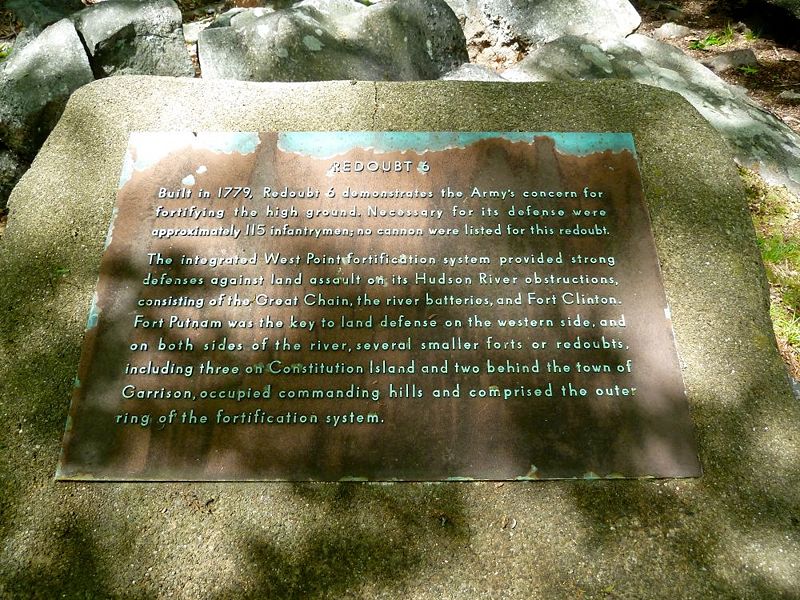 REDOUBT 6
Built in 1779, Redoubt 6 demonstrates the Army's concern for
fortifying the high ground. Necessary for its defense were
approximately 115 infantrymen; no cannon were listed for this redoubt.
The integrated West Point fortification system provided strong
defenses against land assault on its Hudson River obstructions,
consisting of the Great Chain, the river batteries, and Fort Clinton.
Fort Putnam was the key to land defense on the western side, and
on both sides of the river, several smaller forts or redoubts,
including three on Constitution Island and two behind the town of
Garrison, occupied commanding hills and comprised the outer
ring of the fortification system.